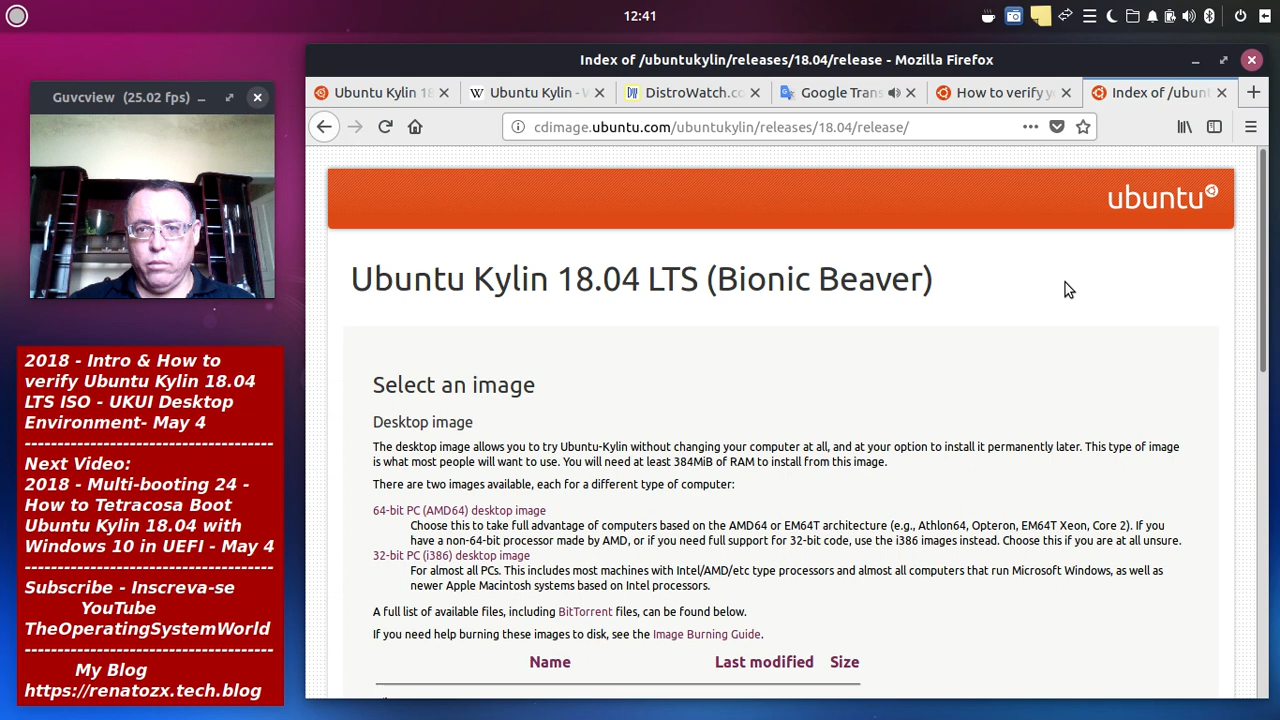 12:41
Guvcview (25.02 fps)
2018 - Intro & How to
verify Ubuntu Kylin 18.04
LTS ISO - UKUI Desktop
Environment- May 4
-----------------------------------
Next Video:
2018 - Multi-booting 24 -
How to Tetracosa Boot
Ubuntu Kylin 18.04 with
Windows 10 in UEFI - May 4
-----------------------------------
Subscribe - Inscreva-se
YouTube
TheOperatingSystemWorld
-----------------------------------
My Blog
https://renatozx.tech.blog
Index of /ubuntukylin/releases/18.04/release - Mozilla Firefox
Ubuntu Kylin 18 Ubuntu Kylin - W DistroWatch.co Google Trans How to verify y Index of /ubun
cdimage.ubuntu.com/ubuntukylin/releases/18.04/release/
ubuntu
Ubuntu Kylin 18.04 LTS (Bionic Beaver)
Select an image
Desktop image
The desktop image allows you to try Ubuntu-Kylin without changing your computer at all, and at your option to install it permanently later. This type of image
is what most people will want to use. You will need at least 384MiB of RAM to install from this image.
There are two images available, each for a different type of computer:
64-bit PC (AMD64) desktop image
Choose this to take full advantage of computers based on the AMD64 or EM64T architecture (e.g., Athlon64, Opteron, EM64T Xeon, Core 2). If you
have a non-64-bit processor made by AMD, or if you need full support for 32-bit code, use the i386 images instead. Choose this if you are at all unsure.
32-bit PC (i386) desktop image
For almost all PCs. This includes most machines with Intel/AMD/etc type processors and almost all computers that run Microsoft Windows, as well as
newer Apple Macintosh systems based on Intel processors.
A full list of available files, including BitTorrent files, can be found below.
If you need help burning these images to disk, see the Image Burning Guide.
Name Last modified Size